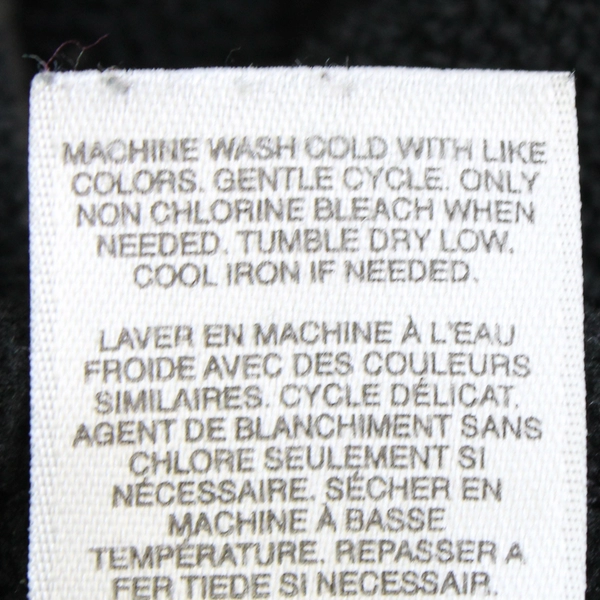 MACHINE WASH COLD WITH LIKE
COLORS. GENTLE CYCLE. ONLY
NON CHLORINE BLEACH WHEN
NEEDED. TUMBLE DRY LOW.
COOL IRON IF NEEDED.
LAVER EN MACHINE À L'EAU
FROIDE AVEC DES COULEURS
SIMILAIRES. CYCLE DÉLICAT.
AGENT DE BLANCHIMENT SANS
CHLORE SEULEMENT SI
NÉCESSAIRE. SÉCHER EN
MACHINE À BASSE
TEMPÉRATURE. REPASSER A
FER TIEDE SI NECESSAIR.